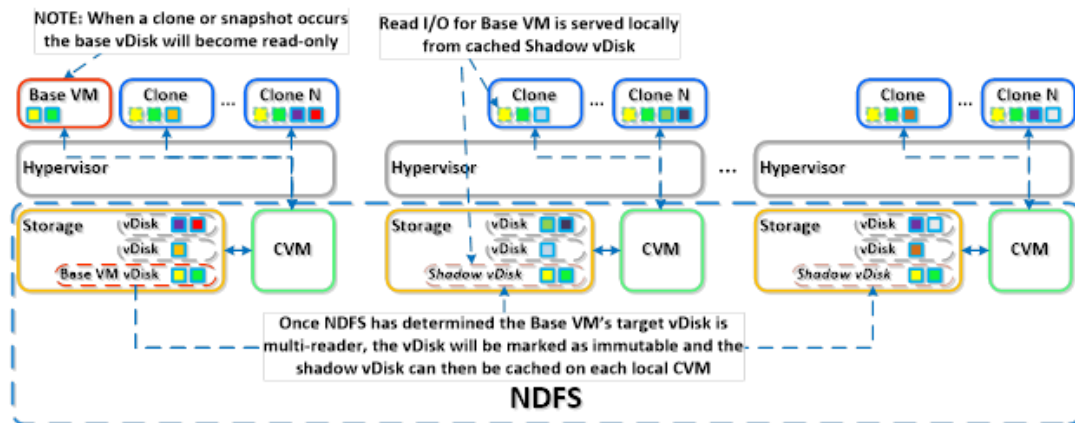 NOTE: When a clone or snapshot occurs
the base vDisk will become read-only
Read I/O for Base VM is served locally
from cached Shadow vDisk
Base VM
Clone
...
Clone N
Clone
...
Clone N
Clone
...
Clone N
Hypervisor
Hypervisor
...
Hypervisor
Storage
vDisk
vDisk
Base VM vDisk
CVM
Storage
vDisk
vDisk
Shadow vDisk
CVM
Storage
vDisk
vDisk
Shadow vDisk
CVM
Once NDFS has determined the Base VM's target vDisk is
multi-reader, the vDisk will be marked as immutable and the
shadow vDisk can then be cached on each local CVM
NDFS